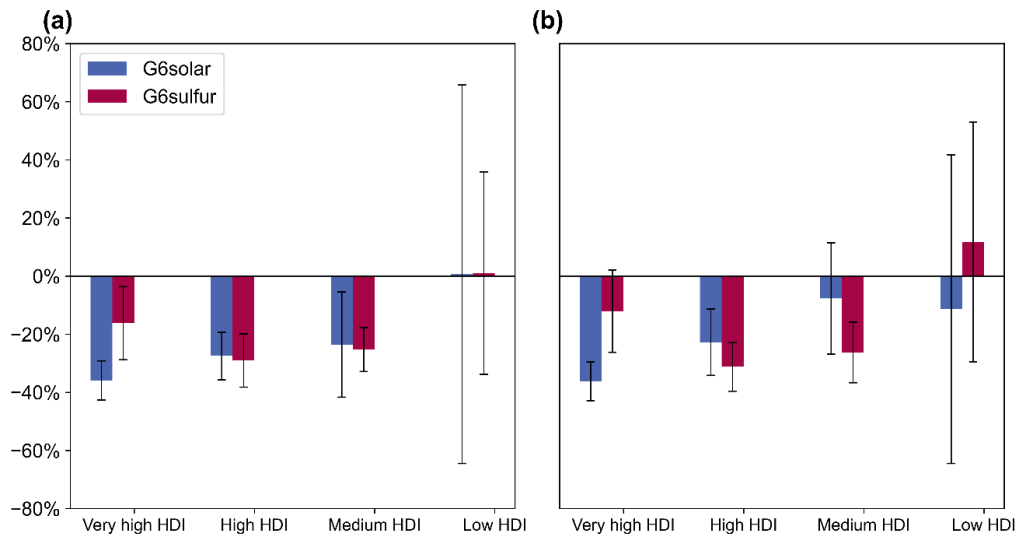 (a)
(b)
80%
60%
40%
20%
0%
−20%
−40%
−60%
−80%
G6solar
G6sulfur
Very high HDI High HDI Medium HDI Low HDI
Very high HDI High HDI Medium HDI Low HDI